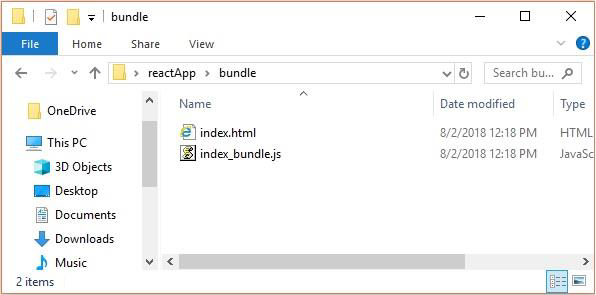 bundle
File Home Share View
reactApp bundle Search bu...
OneDrive
This PC
3D Objects
Desktop
Documents
Downloads
Music
Name Date modified Type
index.html 8/2/2018 12:18 PM HTML
index_bundle.js 8/2/2018 12:18 PM JavaSc
2 items